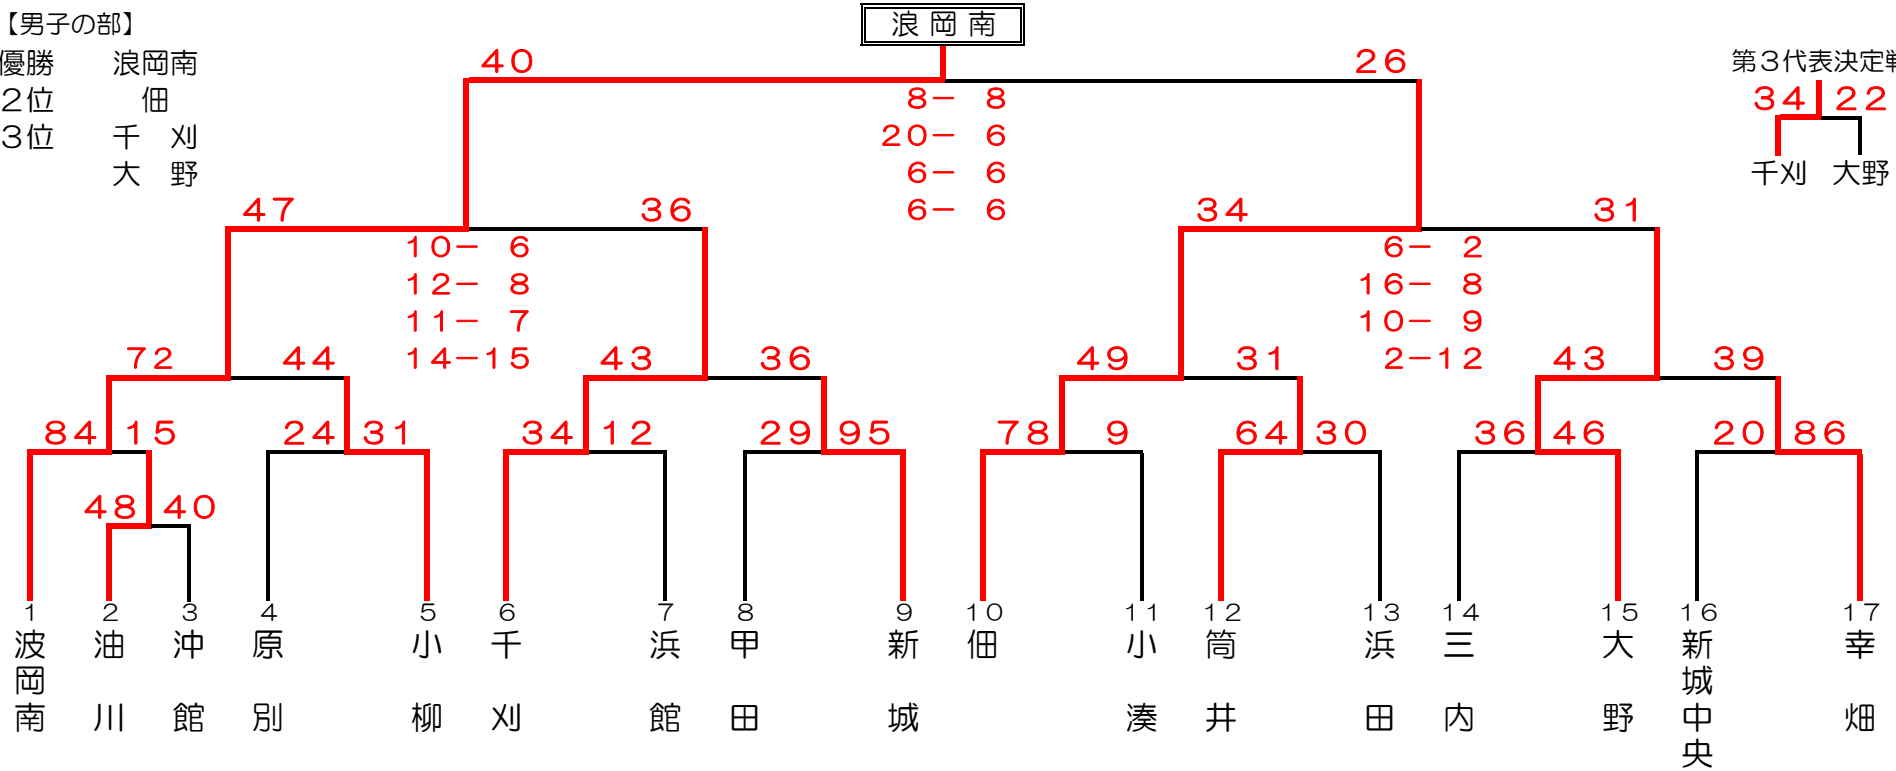 【男子の部】
優勝　浪岡南
２位　佃
３位　千　刈
大　野
浪岡南
第３代表決定戦
34 22
千刈　大野
40 26
8－ 8
20－ 6
6－ 6
6－ 6
47 36 34 31
10－ 6
12－ 8
11－ 7
14－15
6－ 2
16－ 8
10－ 9
2－12
72 44 43 36 49 31 43 39
84 15 24 31 34 12 29 95 78 9 64 30 36 46 20 86
48 40
1 2 3 4 5 6 7 8 9 10 11 12 13 14 15 16 17
波岡南
油川
沖館
原別
小柳
千刈
浜館
甲田
新城
佃
小湊
筒井
浜田
三内
大野
新城中央
幸畑